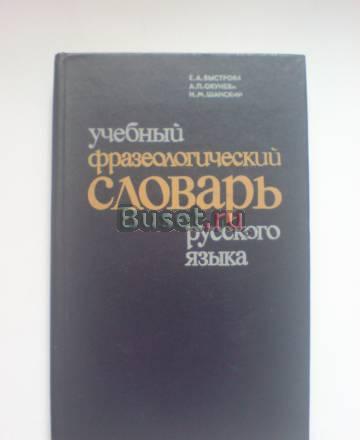 Е.А. БЫСТРОВА
А.П. ОКУНЕВА
Н.М. ШАНСКИЙ
учебный
фразеологический
СЛОВАРЬ
Buset.ru
русского
языка